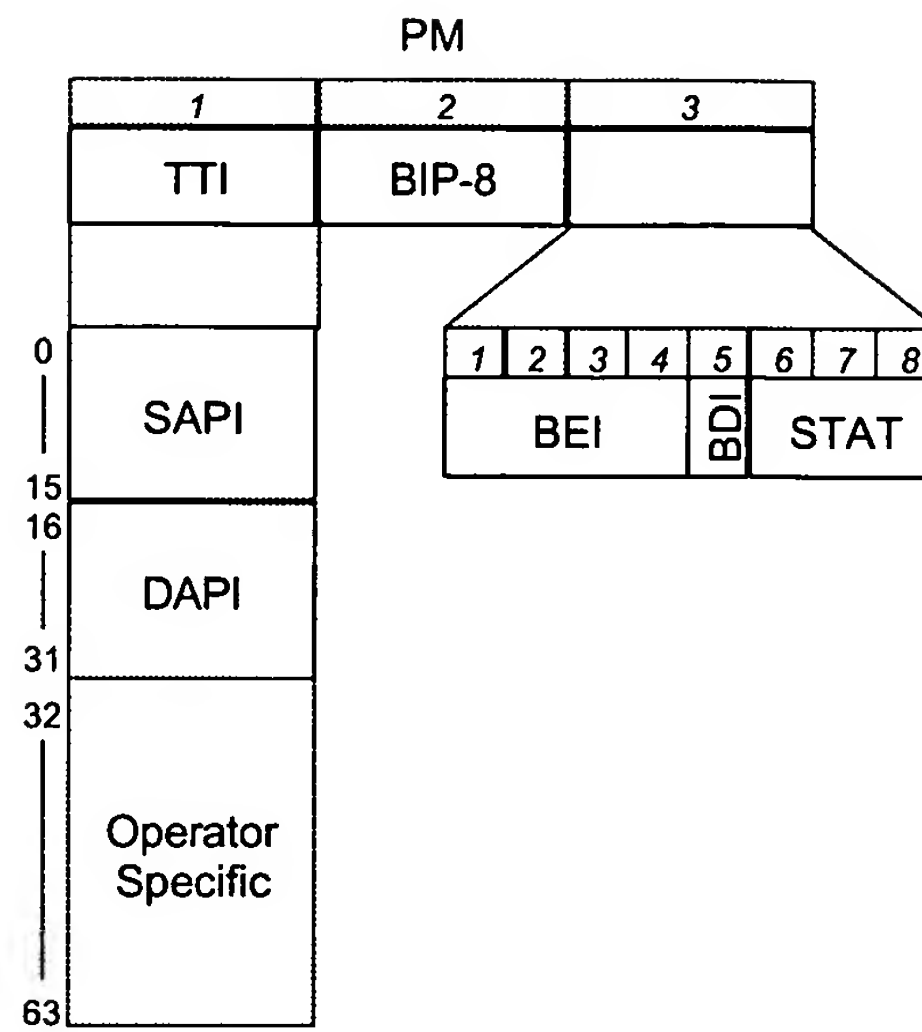 PM
1 2 3
TTI BIP-8
0
SAPI
15
16
DAPI
31
32
Operator
Specific
63
1 2 3 4 5 6 7 8
BEI BDI STAT